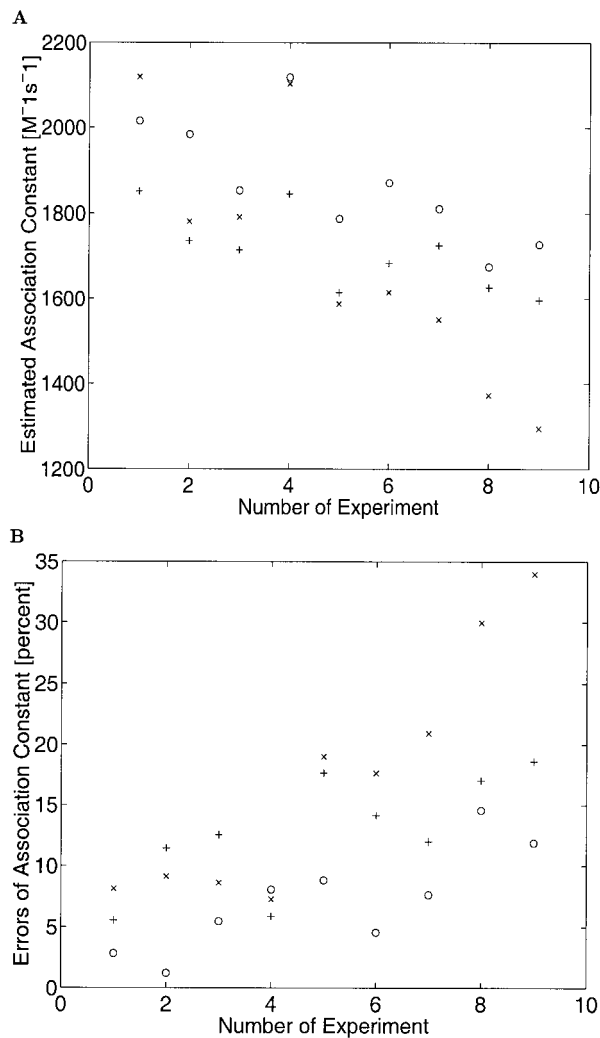 A
Estimated Association Constant [M⁻1s⁻1]
2200
2000
1800
1600
1400
1200
0 2 4 6 8 10
Number of Experiment
B
Errors of Association Constant [percent]
35
30
25
20
15
10
5
0
0 2 4 6 8 10
Number of Experiment